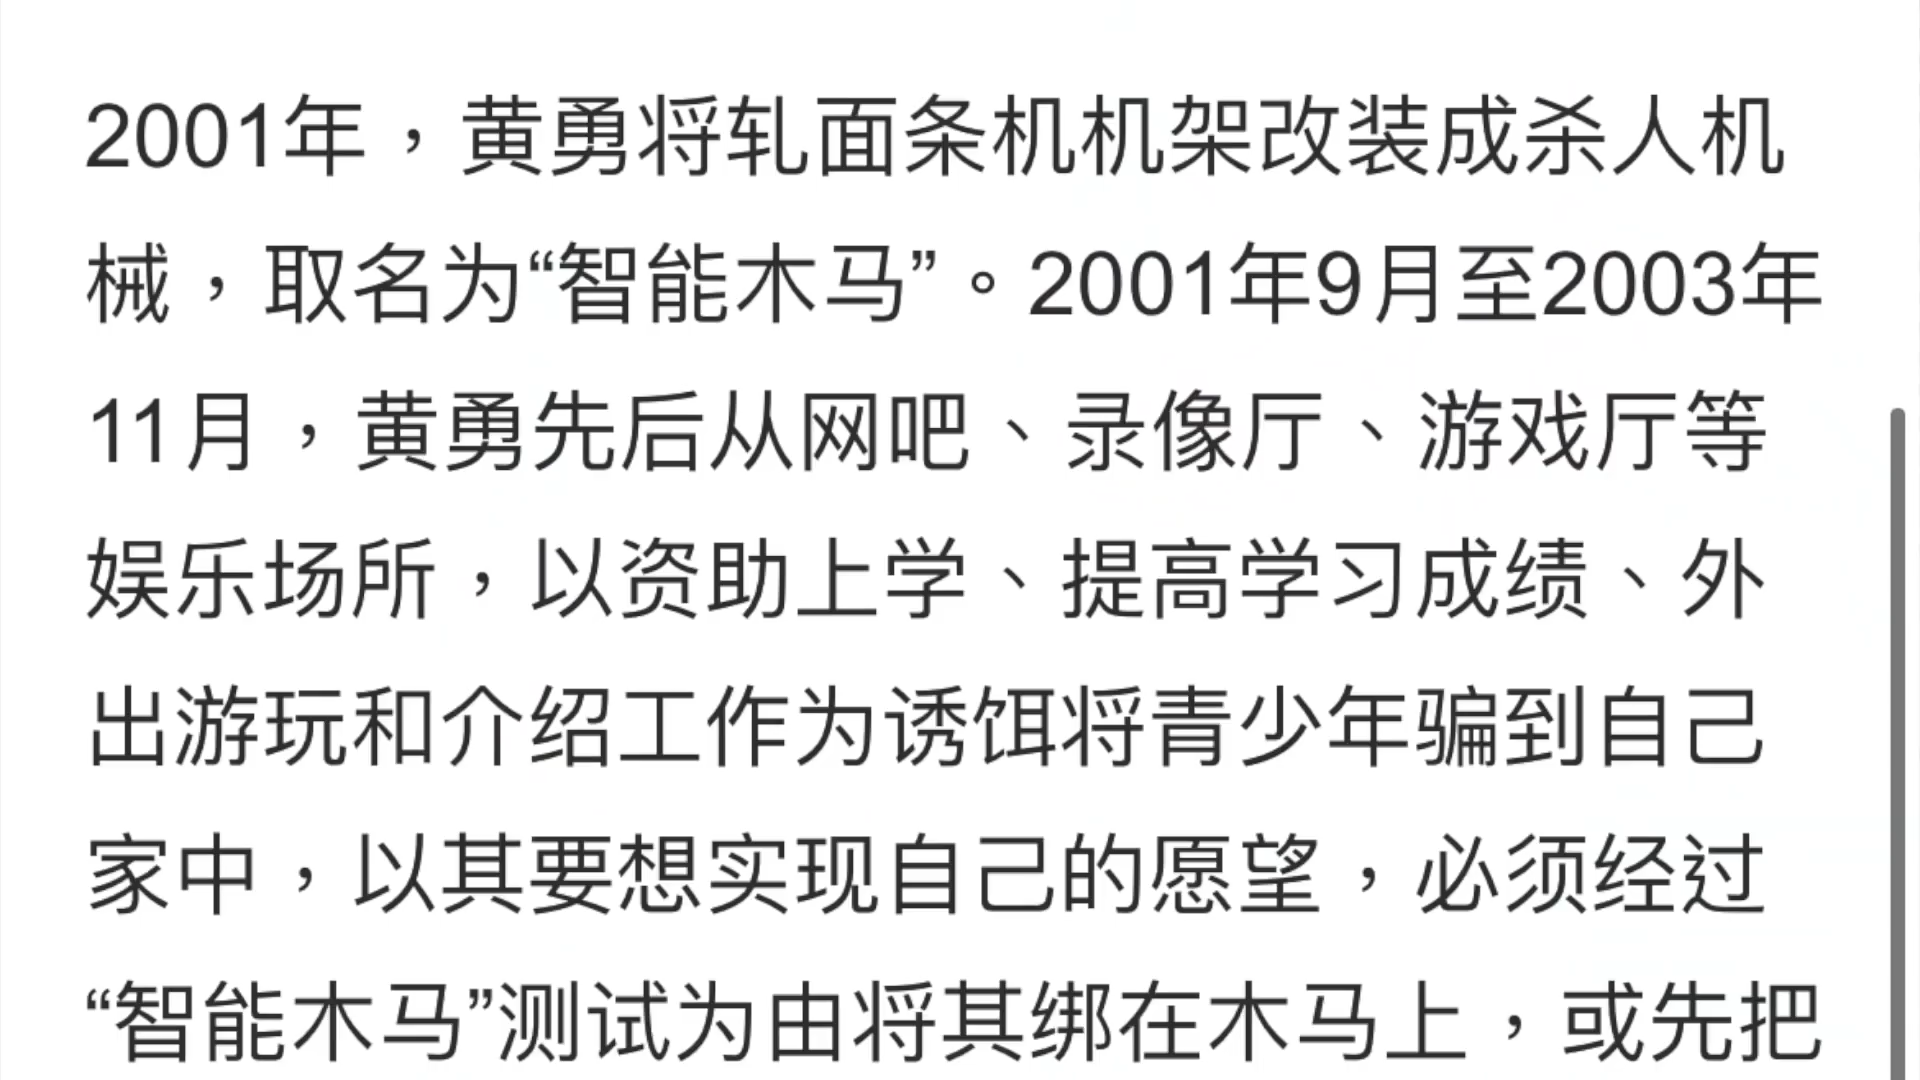 2001年，黄勇将轧面条机机架改装成杀人机
械，取名为“智能木马”。2001年9月至2003年
11月，黄勇先后从网吧、录像厅、游戏厅等
娱乐场所，以资助上学、提高学习成绩、外
出游玩和介绍工作为诱饵将青少年骗到自己
家中，以其要想实现自己的愿望，必须经过
“智能木马”测试为由将其绑在木马上，或先把